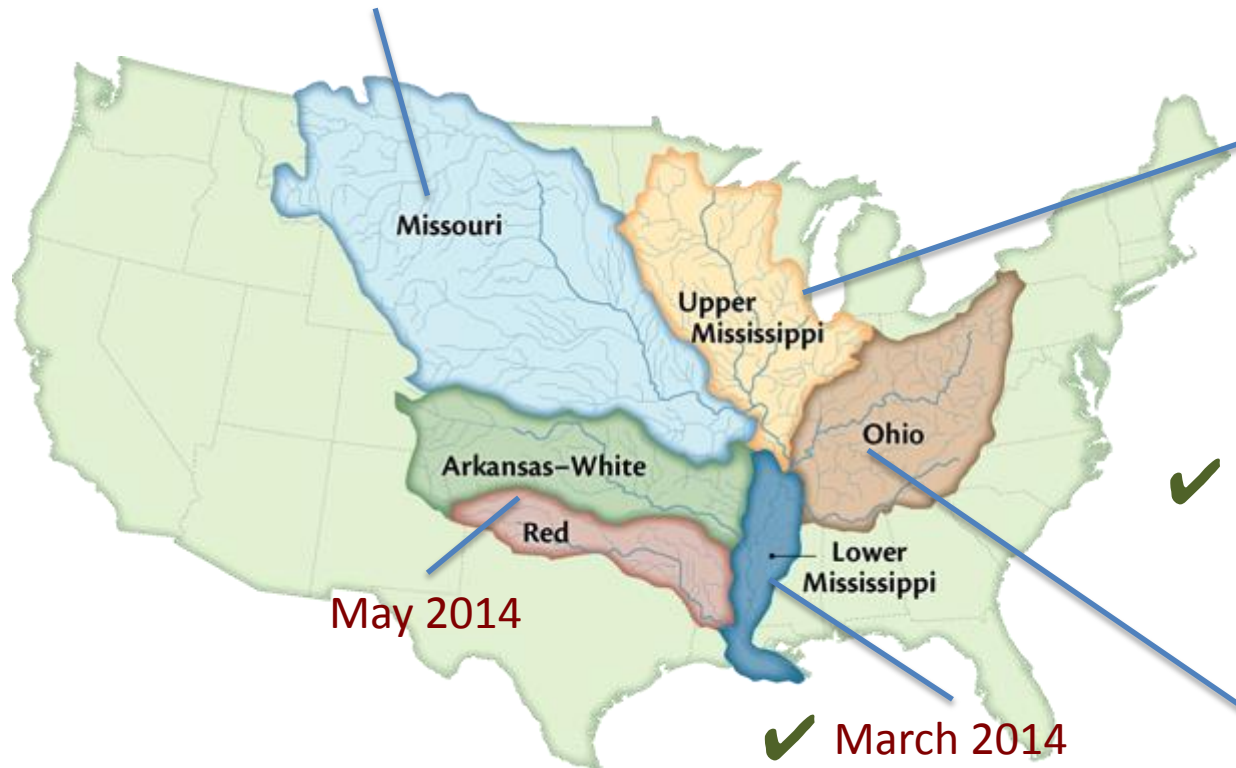 Missouri
Upper
Mississippi
Ohio
Arkansas–White
Red
Lower
Mississippi
May 2014
✔ March 2014
✔